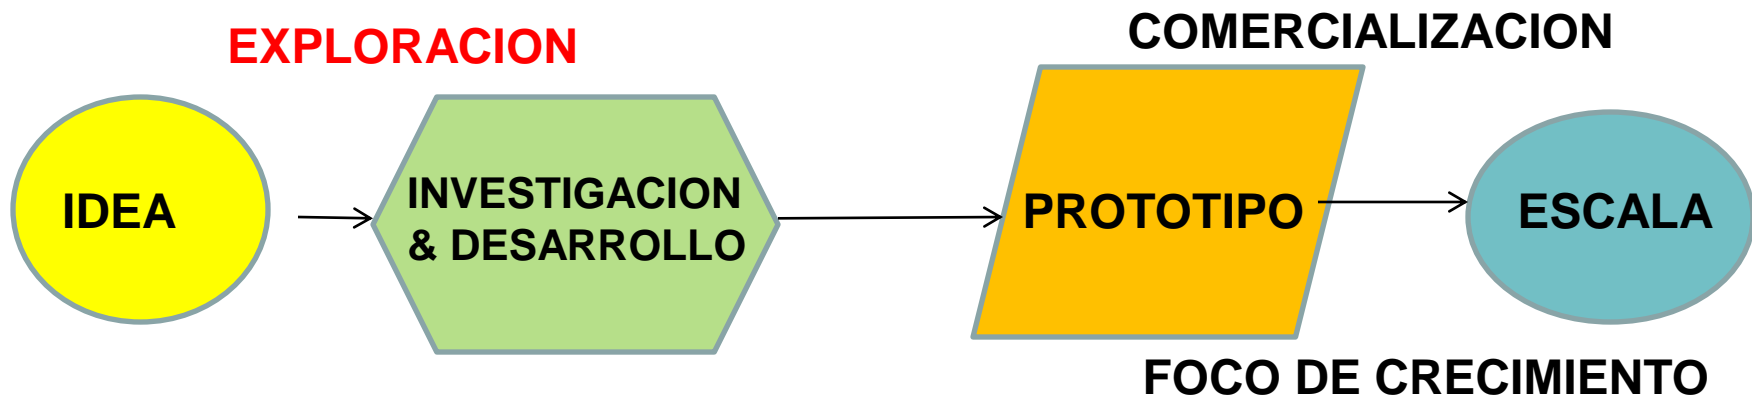 EXPLORACION
COMERCIALIZACION
IDEA
INVESTIGACION
& DESARROLLO
PROTOTIPO
ESCALA
FOCO DE CRECIMIENTO